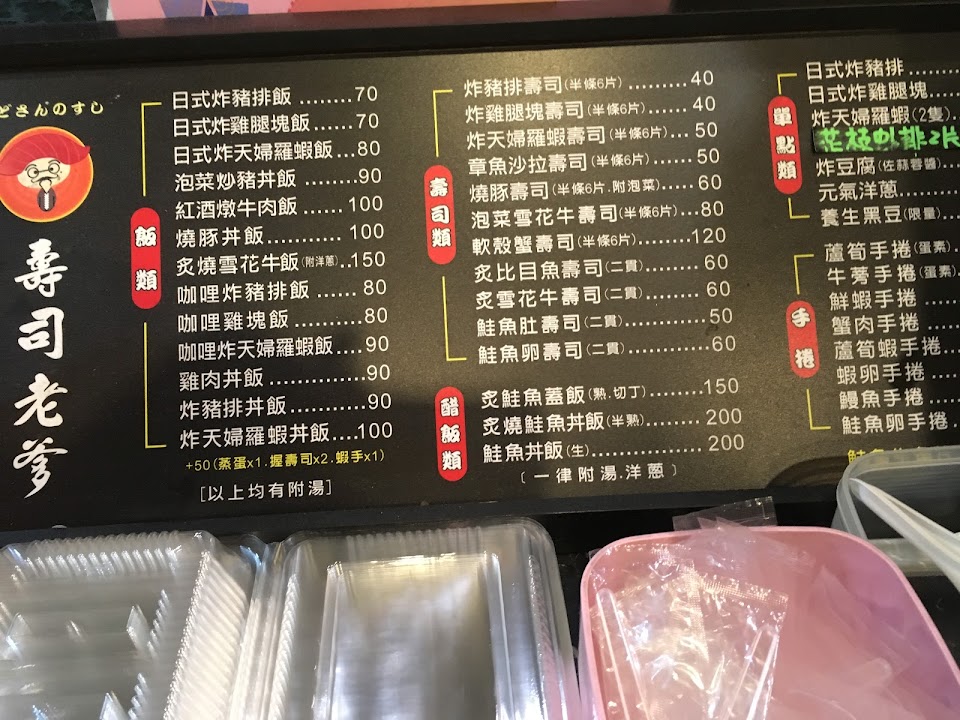 どさんのすし
壽司老爹
飯類
日式炸豬排飯 ........70
日式炸雞腿塊飯 ......70
日式炸天婦羅蝦飯...80
泡菜炒豬丼飯 ........90
紅酒燉牛肉飯 ...... 100
燒豚丼飯............ 100
炙燒雪花牛飯(附洋蔥)..150
咖哩炸豬排飯 ...... 80
咖哩雞塊飯 .........80
咖哩炸天婦羅蝦飯....90
雞肉丼飯.............90
炸豬排丼飯..........90
炸天婦羅蝦丼飯....100
+50(蒸蛋x1.握壽司x2.蝦手x1)
[以上均有附湯]
壽司類
炸豬排壽司(半條6片).........40
炸雞腿塊壽司(半條6片)......40
炸天婦羅蝦壽司(半條6片)....50
章魚沙拉壽司(半條6片)......50
燒豚壽司(半條6片.附泡菜).....60
泡菜雪花牛壽司(半條6片)...80
軟殼蟹壽司(半條6片)........120
炙比目魚壽司(二貫)......... 60
炙雪花牛壽司(二貫)......... 60
鮭魚肚壽司(二貫)............50
鮭魚卵壽司(二貫)............60
醋飯類
炙鮭魚蓋飯(熟.切丁).......150
炙燒鮭魚丼飯(半熟)...... 200
鮭魚丼飯(生)............... 200
[一律附湯.洋蔥]
單點類
日式炸豬排......
日式炸雞腿塊...
炸天婦羅蝦(2隻).
炸豆腐(佐蒜蓉醬)...
元氣洋蔥.......
養生黑豆(限量)....
手捲
蘆筍手捲(蛋素).
牛蒡手捲(蛋素).
鮮蝦手捲 ......
蟹肉手捲 .....
蘆筍蝦手捲...
蝦卵手捲 ....
鰻魚手捲....
鮭魚卵手捲..